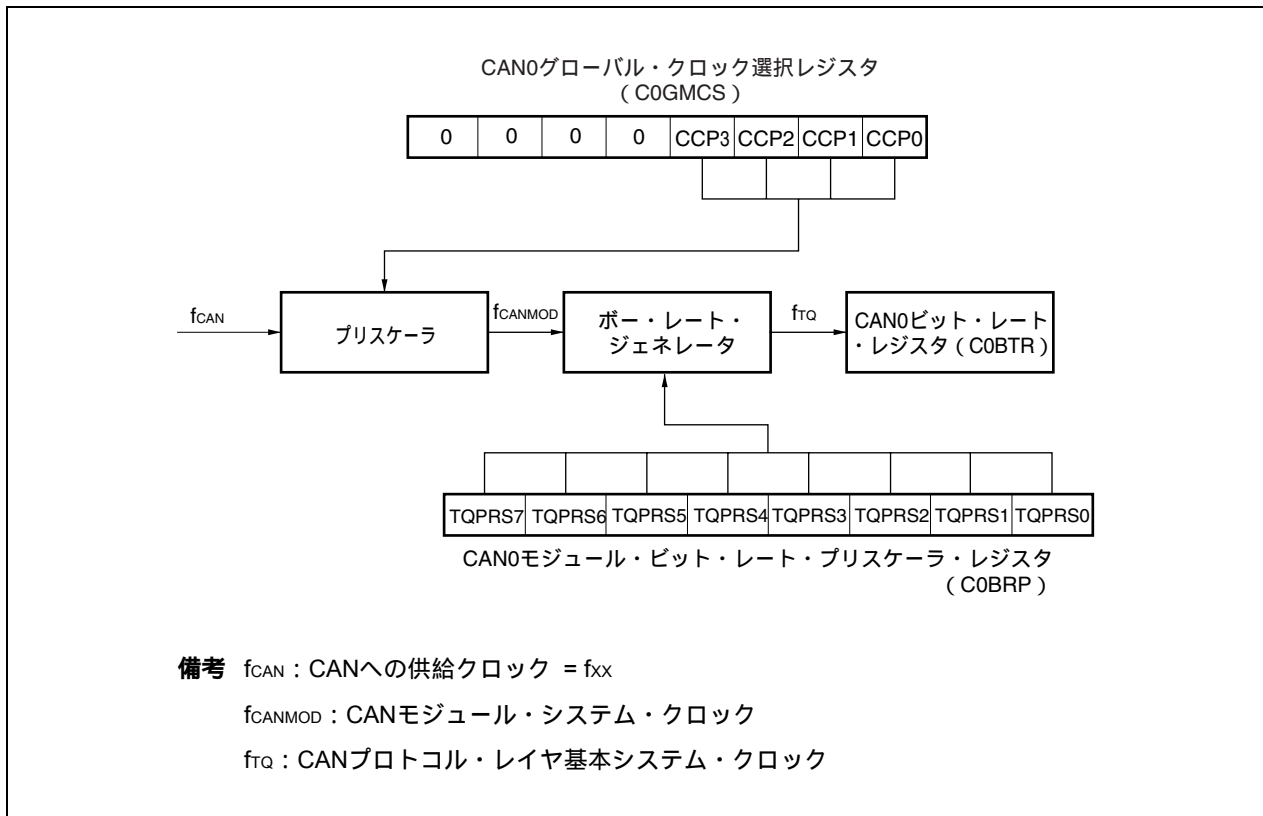 CAN0グローバル・クロック選択レジスタ
（C0GMCS）
0 0 0 0 CCP3 CCP2 CCP1 CCP0
fCAN
プリスケーラ
fCANMOD
ボー・レート・
ジェネレータ
fTQ
CAN0ビット・レート
・レジスタ（C0BTR）
TQPRS7 TQPRS6 TQPRS5 TQPRS4 TQPRS3 TQPRS2 TQPRS1 TQPRS0
CAN0モジュール・ビット・レート・プリスケーラ・レジスタ
（C0BRP）
備考 fCAN：CANへの供給クロック = fXX
fCANMOD：CANモジュール・システム・クロック
fTQ：CANプロトコル・レイヤ基本システム・クロック